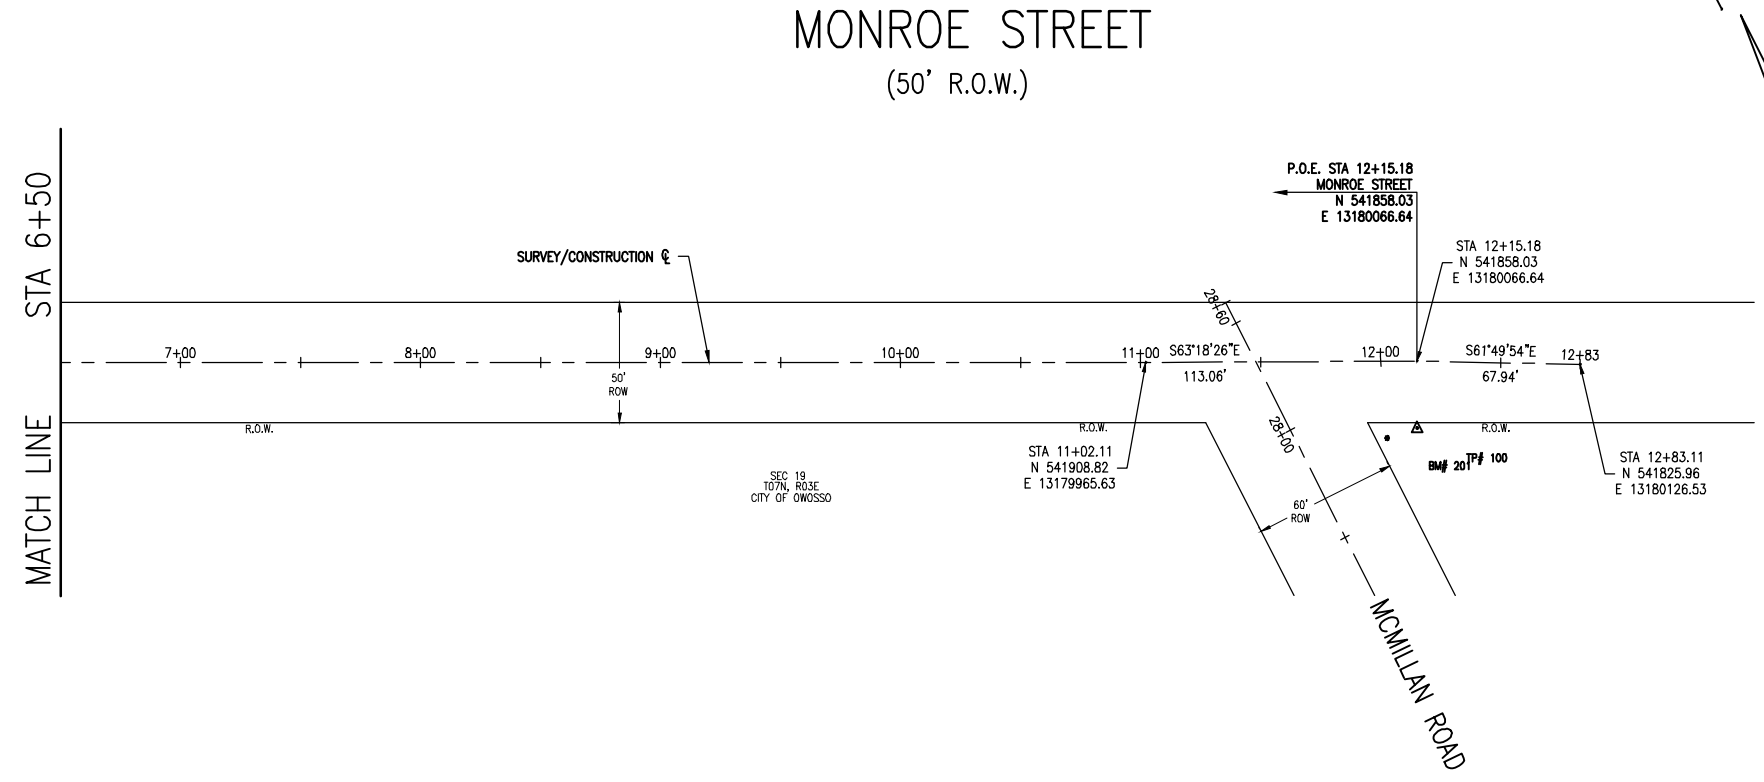 MONROE STREET
(50' R.O.W.)
MATCH LINE STA 6+50
P.O.E. STA 12+15.18
MONROE STREET
N 541858.03
E 13180066.64
STA 12+15.18
N 541858.03
E 13180066.64
SURVEY/CONSTRUCTION ℄
28+60
7+00 8+00 9+00 10+00 11+00 S63°18'26"E 12+00 S61°49'54"E 12+83
50'
ROW
113.06'
67.94'
28+00
R.O.W. R.O.W. R.O.W.
STA 11+02.11
N 541908.82
E 13179965.63
SEC 19
T07N, R03E
CITY OF OWOSSO
BM# 201 TP# 100
STA 12+83.11
N 541825.96
E 13180126.53
60'
ROW
MCMILLAN ROAD